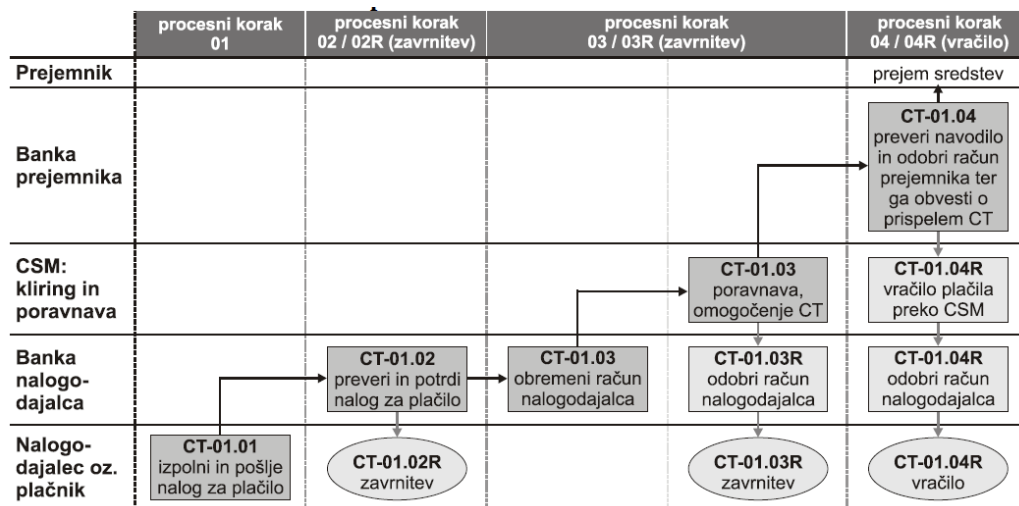 procesni korak
01
procesni korak
02 / 02R (zavrnitev)
procesni korak
03 / 03R (zavrnitev)
procesni korak
04 / 04R (vračilo)
Prejemnik
prejem sredstev
Banka
prejemnika
CT-01.04
preveri navodilo
in odobri račun
prejemnika ter
ga obvesti o
prispelem CT
CSM:
kliring in
poravnava
CT-01.03
poravnava,
omogočenje CT
CT-01.04R
vračilo plačila
preko CSM
Banka
nalogo-
dajalca
CT-01.02
preveri in potrdi
nalog za plačilo
CT-01.03
obremeni račun
nalogodajalca
CT-01.03R
odobri račun
nalogodajalca
CT-01.04R
odobri račun
nalogodajalca
Nalogo-
dajalec oz.
plačnik
CT-01.01
izpolni in pošlje
nalog za plačilo
CT-01.02R
zavrnitev
CT-01.03R
zavrnitev
CT-01.04R
vračilo